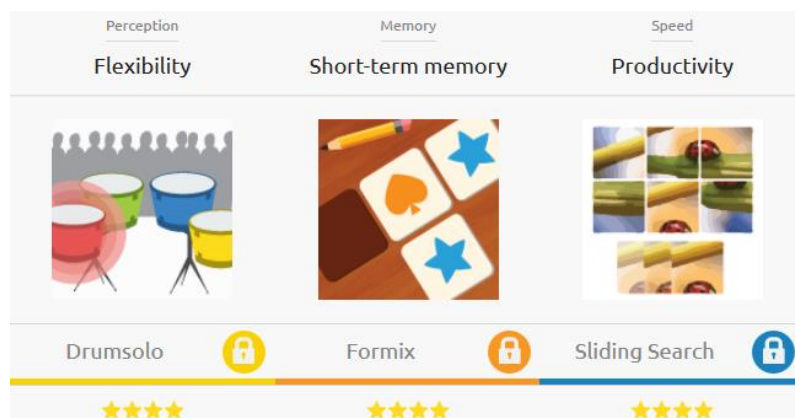 Perception
Flexibility
Memory
Short-term memory
Speed
Productivity
Drumsolo
Formix
Sliding Search